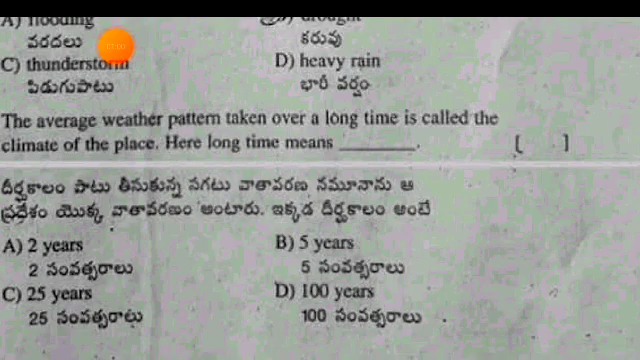 A) flooding
B) drought
వరదలు
కరువు
C) thunderstorm
D) heavy rain
పిడుగుపాటు
భారీ వర్షం
The average weather pattern taken over a long time is called the
climate of the place. Here long time means ________. [ ]
దీర్ఘకాలం పాటు తీసుకున్న సగటు వాతావరణ నమూనాను ఆ
ప్రదేశం యొక్క వాతావరణం అంటారు. ఇక్కడ దీర్ఘకాలం అంటే
A) 2 years
B) 5 years
2 సంవత్సరాలు
5 సంవత్సరాలు
C) 25 years
D) 100 years
25 సంవత్సరాలు
100 సంవత్సరాలు